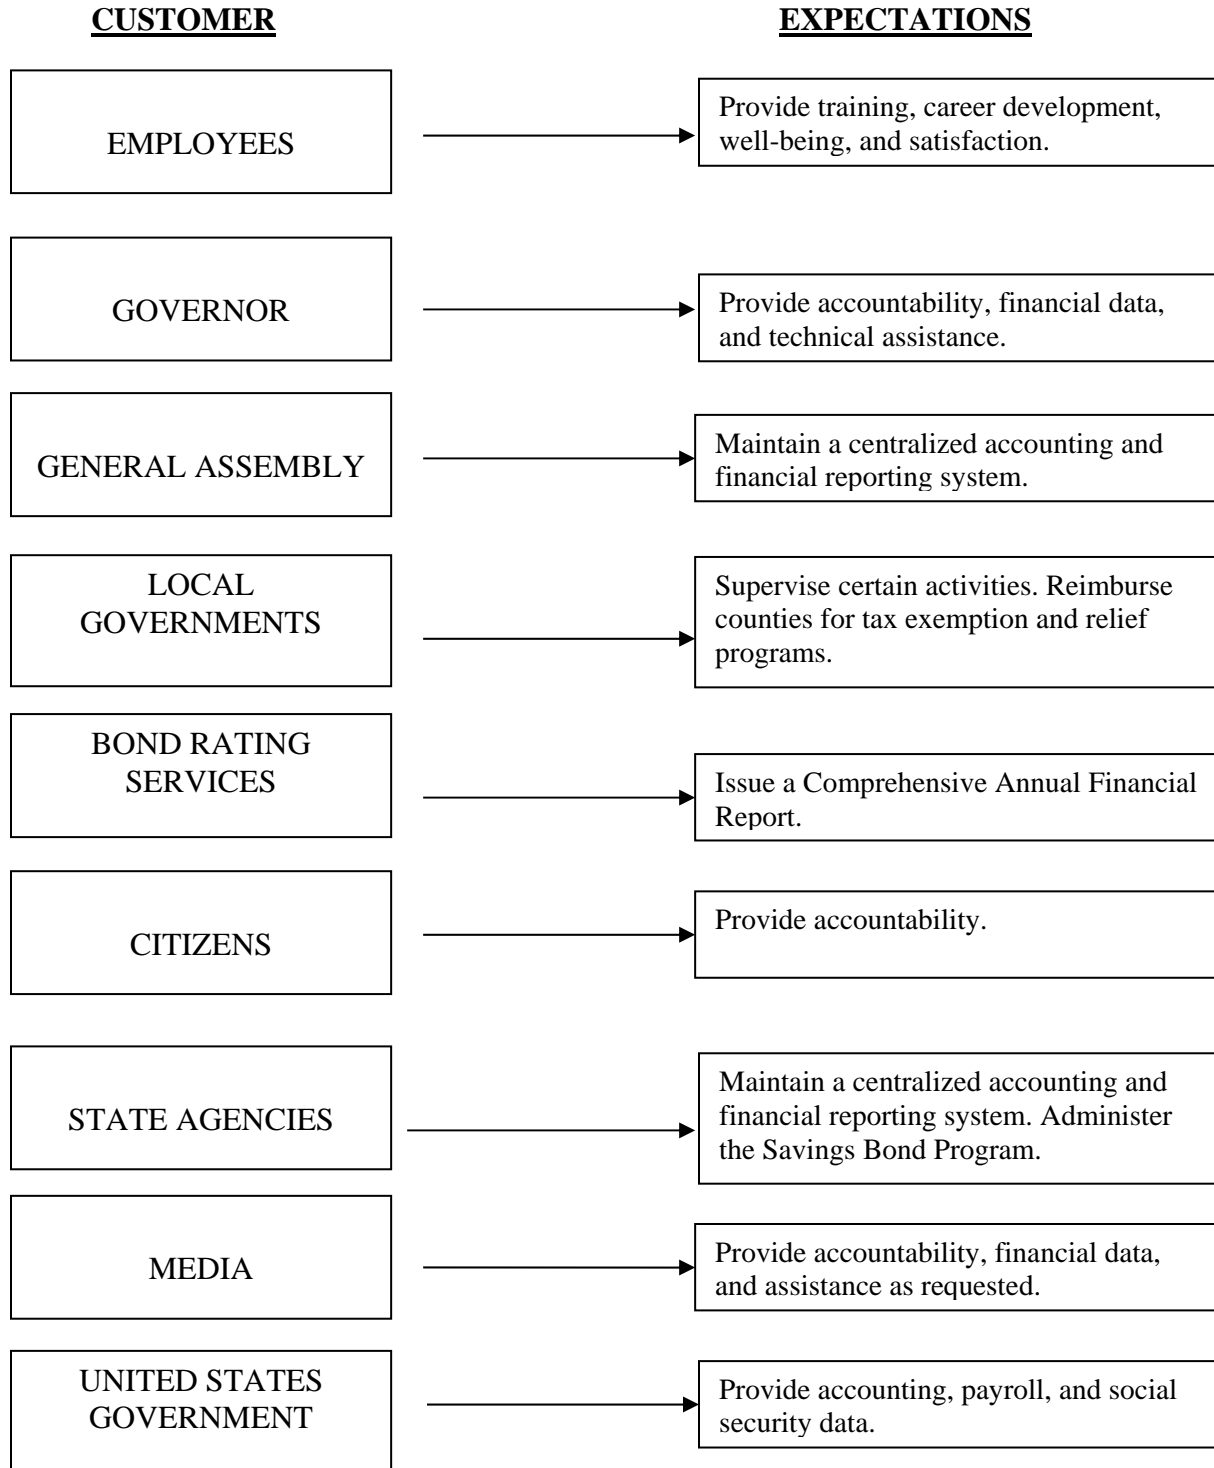 CUSTOMER
EXPECTATIONS
EMPLOYEES
Provide training, career development,
well-being, and satisfaction.
GOVERNOR
Provide accountability, financial data,
and technical assistance.
GENERAL ASSEMBLY
Maintain a centralized accounting and
financial reporting system.
LOCAL
GOVERNMENTS
Supervise certain activities. Reimburse
counties for tax exemption and relief
programs.
BOND RATING
SERVICES
Issue a Comprehensive Annual Financial
Report.
CITIZENS
Provide accountability.
STATE AGENCIES
Maintain a centralized accounting and
financial reporting system. Administer
the Savings Bond Program.
MEDIA
Provide accountability, financial data,
and assistance as requested.
UNITED STATES
GOVERNMENT
Provide accounting, payroll, and social
security data.